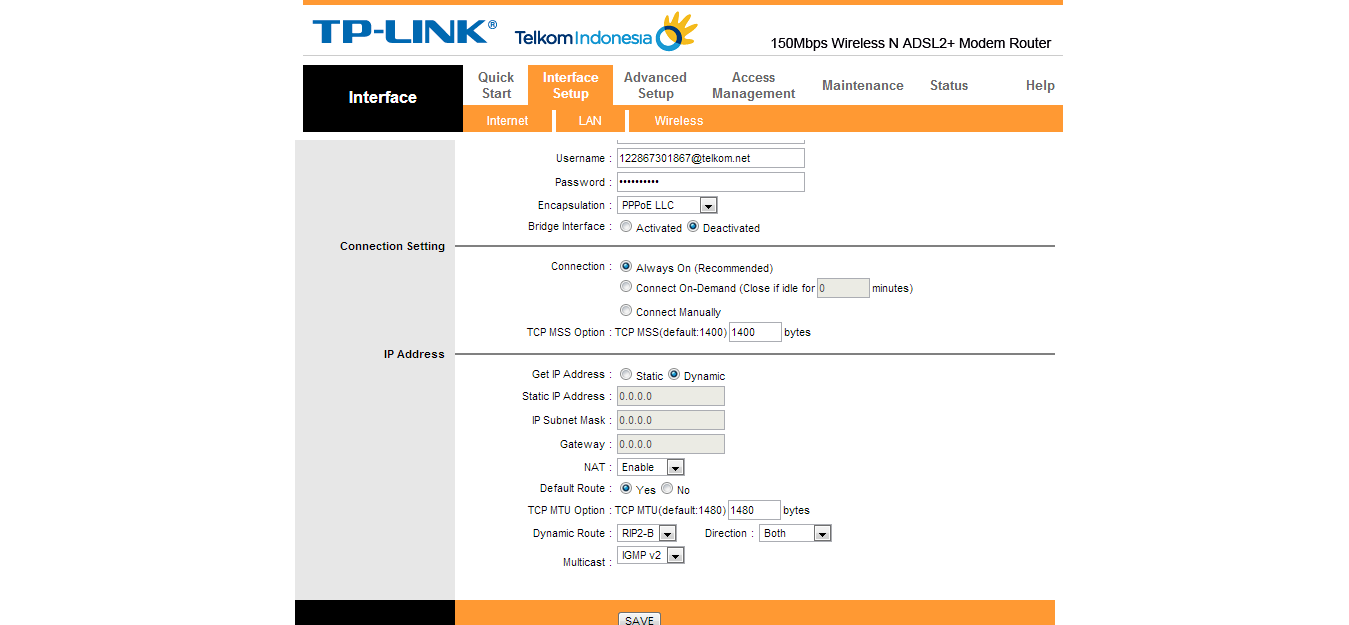 TP-LINK®
TelkomIndonesia
150Mbps Wireless N ADSL2+ Modem Router
Interface
Quick Start
Interface Setup
Advanced Setup
Access Management
Maintenance
Status
Help
Internet
LAN
Wireless
Username : 122867301867@telkom.net
Password : ••••••••••
Encapsulation : PPPoE LLC
Bridge Interface : Activated Deactivated
Connection Setting
Connection : Always On (Recommended)
Connect On-Demand (Close if idle for 0 minutes)
Connect Manually
TCP MSS Option : TCP MSS(default:1400) 1400 bytes
IP Address
Get IP Address : Static Dynamic
Static IP Address : 0.0.0.0
IP Subnet Mask : 0.0.0.0
Gateway : 0.0.0.0
NAT : Enable
Default Route : Yes No
TCP MTU Option : TCP MTU(default:1480) 1480 bytes
Dynamic Route : RIP2-B Direction : Both
Multicast : IGMP v2
SAVE